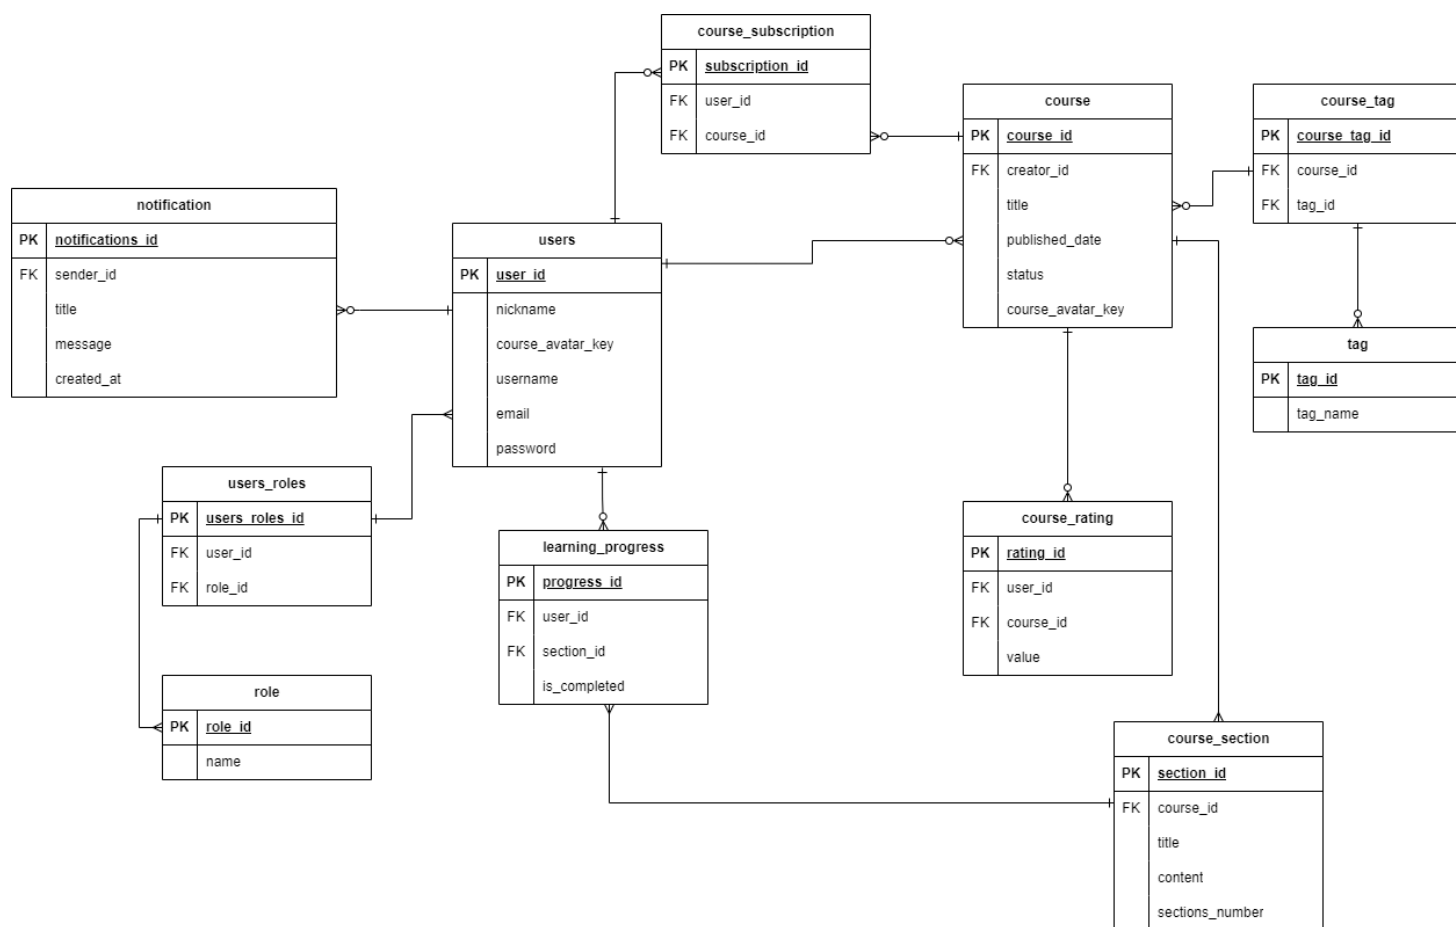 course_subscription
PK subscription_id
FK user_id
FK course_id
course
PK course_id
FK creator_id
title
published_date
status
course_avatar_key
course_tag
PK course_tag_id
FK course_id
FK tag_id
notification
PK notifications_id
FK sender_id
title
message
created_at
users
PK user_id
nickname
course_avatar_key
username
email
password
tag
PK tag_id
tag_name
users_roles
PK users_roles_id
FK user_id
FK role_id
learning_progress
PK progress_id
FK user_id
FK section_id
is_completed
course_rating
PK rating_id
FK user_id
FK course_id
value
role
PK role_id
name
course_section
PK section_id
FK course_id
title
content
sections_number